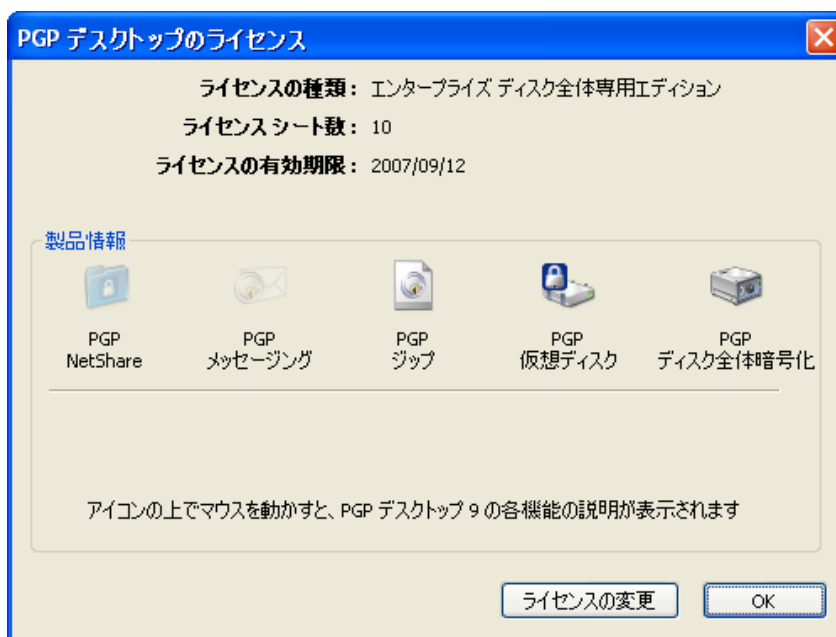 PGP デスクトップのライセンス
ライセンスの種類： エンタープライズ ディスク全体専用エディション
ライセンス シート数： 10
ライセンスの有効期限： 2007/09/12
製品情報
PGP
NetShare
PGP
メッセージング
PGP
ジップ
PGP
仮想ディスク
PGP
ディスク全体暗号化
アイコンの上でマウスを動かすと、PGP デスクトップ 9 の各機能の説明が表示されます
ライセンスの変更
OK